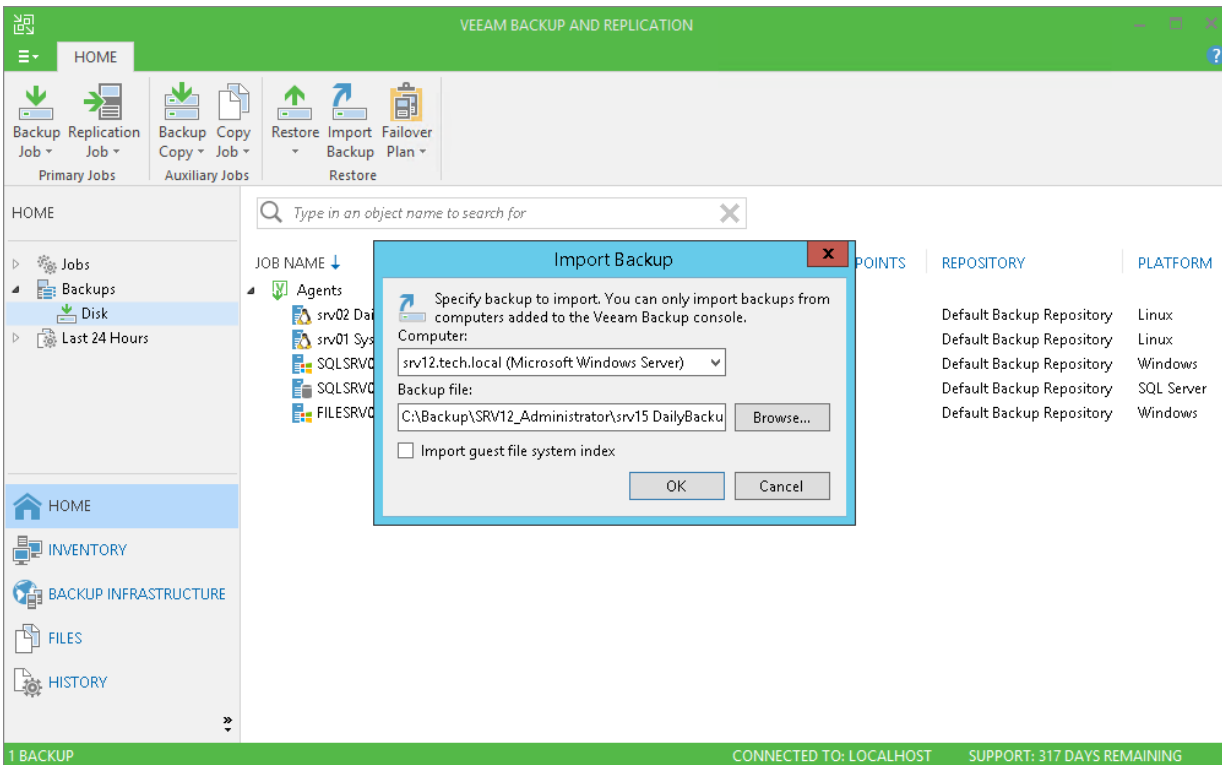 VEEAM BACKUP AND REPLICATION
HOME
?
Backup Replication Backup Copy Restore Import Failover
Job Job Copy Job Backup Plan
Primary Jobs Auxiliary Jobs Restore
HOME
Type in an object name to search for
Jobs
Backups
Disk
Last 24 Hours
JOB NAME POINTS REPOSITORY PLATFORM
Agents
srv02 Dai Default Backup Repository Linux
srv01 Sys Default Backup Repository Linux
SQLSRV0 Default Backup Repository Windows
SQLSRV0 Default Backup Repository SQL Server
FILESRV0 Default Backup Repository Windows
Import Backup
x
Specify backup to import. You can only import backups from
computers added to the Veeam Backup console.
Computer:
srv12.tech.local (Microsoft Windows Server)
Backup file:
C:\Backup\SRV12_Administrator\srv15 DailyBacku
Browse...
Import guest file system index
OK Cancel
HOME
INVENTORY
BACKUP INFRASTRUCTURE
FILES
HISTORY
1 BACKUP CONNECTED TO: LOCALHOST SUPPORT: 317 DAYS REMAINING